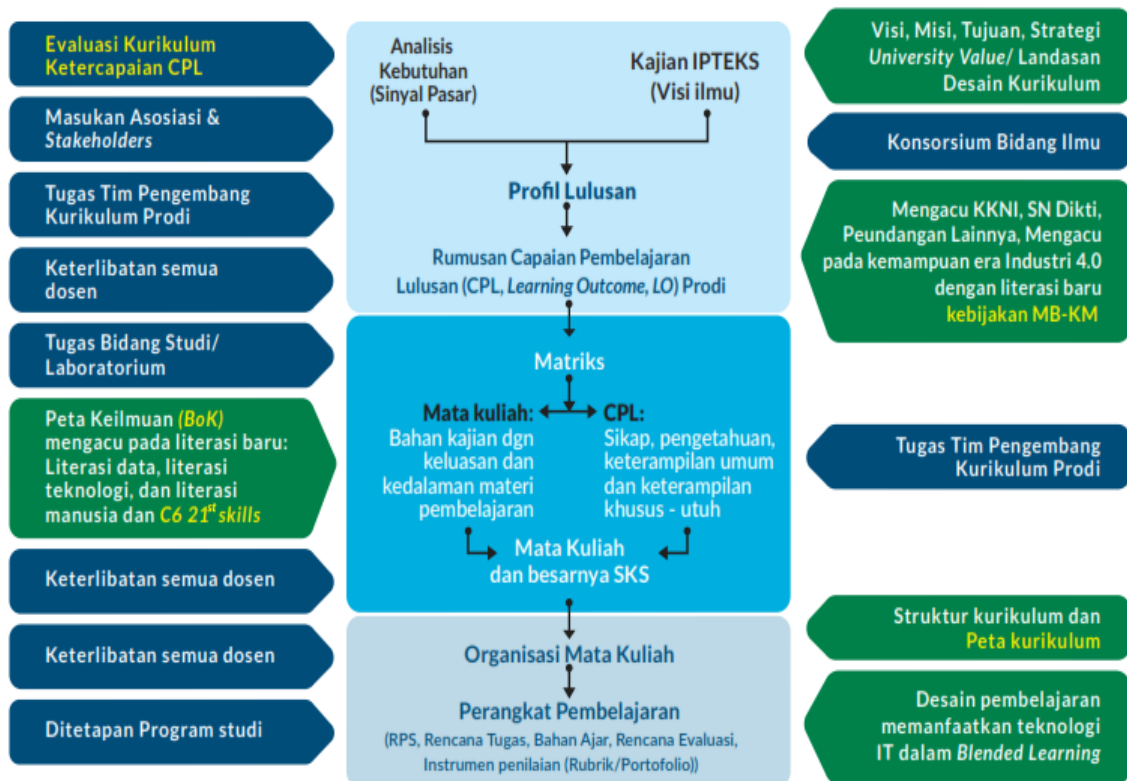 Evaluasi Kurikulum
Ketercapaian CPL
Masukan Asosiasi &
Stakeholders
Tugas Tim Pengembang
Kurikulum Prodi
Keterlibatan semua
dosen
Tugas Bidang Studi/
Laboratorium
Peta Keilmuan (BoK)
mengacu pada literasi baru:
Literasi data, literasi
teknologi, dan literasi
manusia dan C6 21st skills
Keterlibatan semua dosen
Keterlibatan semua dosen
Ditetapan Program studi
Analisis
Kebutuhan
(Sinyal Pasar)
Kajian IPTEKS
(Visi ilmu)
Profil Lulusan
Rumusan Capaian Pembelajaran
Lulusan (CPL, Learning Outcome, LO) Prodi
Matriks
Mata kuliah:
Bahan kajian dgn
keluasan dan
kedalaman materi
pembelajaran
CPL:
Sikap, pengetahuan,
keterampilan umum
dan keterampilan
khusus - utuh
Mata Kuliah
dan besarnya SKS
Organisasi Mata Kuliah
Perangkat Pembelajaran
(RPS, Rencana Tugas, Bahan Ajar, Rencana Evaluasi,
Instrumen penilaian (Rubrik/Portofolio))
Visi, Misi, Tujuan, Strategi
University Value/ Landasan
Desain Kurikulum
Konsorsium Bidang Ilmu
Mengacu KKNI, SN Dikti,
Peundangan Lainnya, Mengacu
pada kemampuan era Industri 4.0
dengan literasi baru
kebijakan MB-KM
Tugas Tim Pengembang
Kurikulum Prodi
Struktur kurikulum dan
Peta kurikulum
Desain pembelajaran
memanfaatkan teknologi
IT dalam Blended Learning